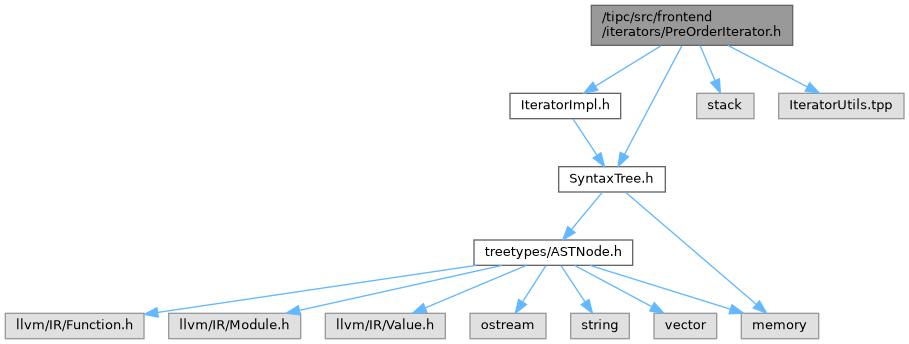 /tipc/src/frontend
/iterators/PreOrderIterator.h
IteratorImpl.h
stack
IteratorUtils.tpp
SyntaxTree.h
treetypes/ASTNode.h
llvm/IR/Function.h
llvm/IR/Module.h
llvm/IR/Value.h
ostream
string
vector
memory